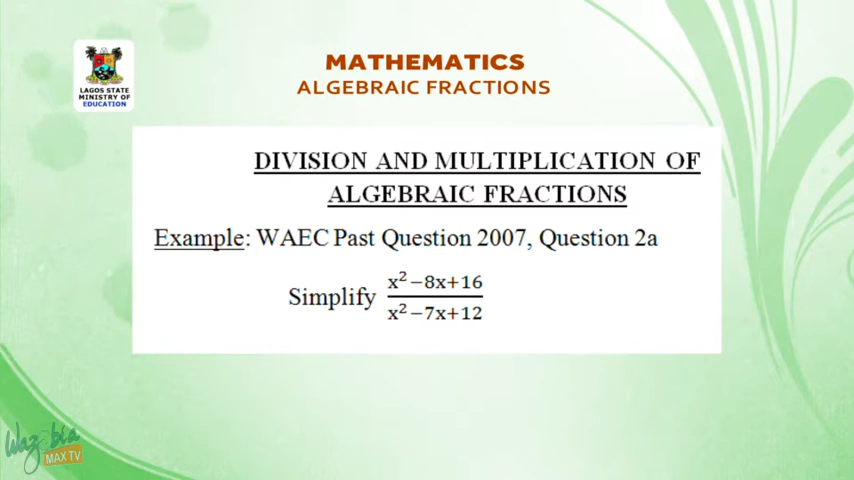 LAGOS STATE
MINISTRY OF
EDUCATION
MATHEMATICS
ALGEBRAIC FRACTIONS
DIVISION AND MULTIPLICATION OF
ALGEBRAIC FRACTIONS
Example: WAEC Past Question 2007, Question 2a
Simplify x²−8x+16
x²−7x+12
Wazobia
MAX TV